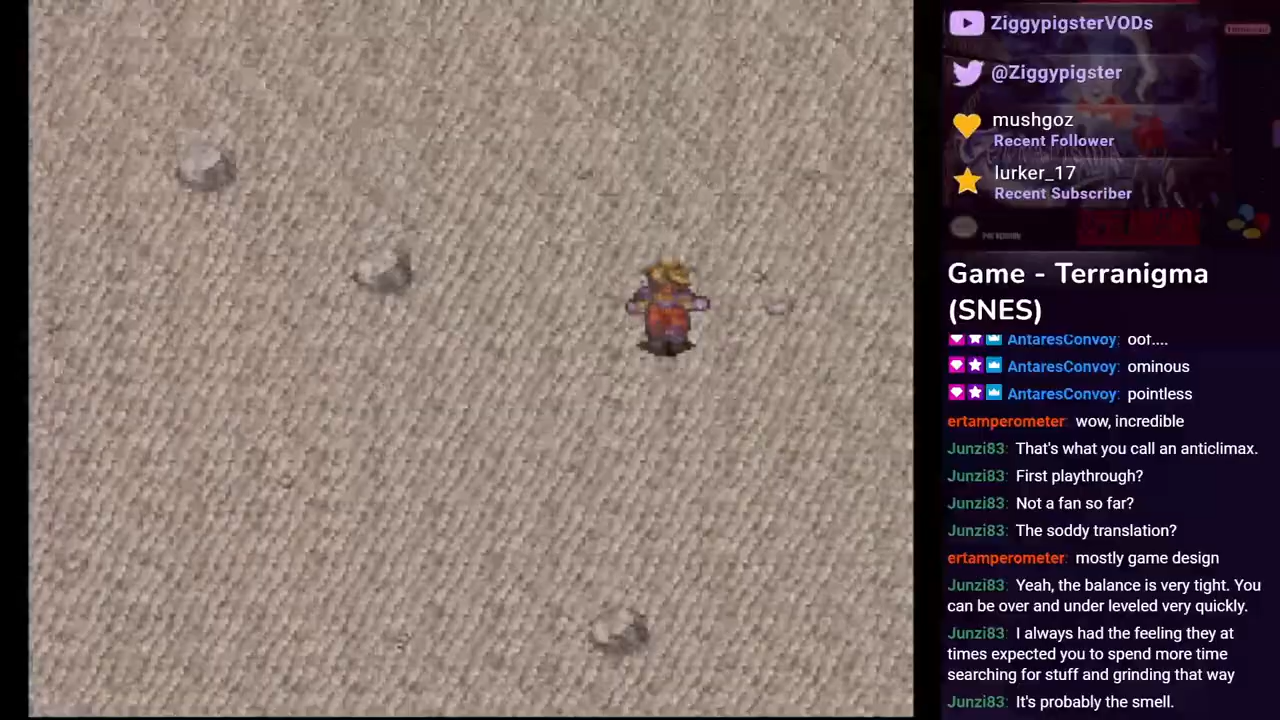 ZiggypigsterVODs
@Ziggypigster
mushgoz
Recent Follower
lurker_17
Recent Subscriber
Game - Terranigma
(SNES)
AntaresConvoy: oof....
AntaresConvoy: ominous
AntaresConvoy: pointless
ertamperometer: wow, incredible
Junzi83: That's what you call an anticlimax.
Junzi83: First playthrough?
Junzi83: Not a fan so far?
Junzi83: The soddy translation?
ertamperometer: mostly game design
Junzi83: Yeah, the balance is very tight. You
can be over and under leveled very quickly.
Junzi83: I always had the feeling they at
times expected you to spend more time
searching for stuff and grinding that way
Junzi83: It's probably the smell.